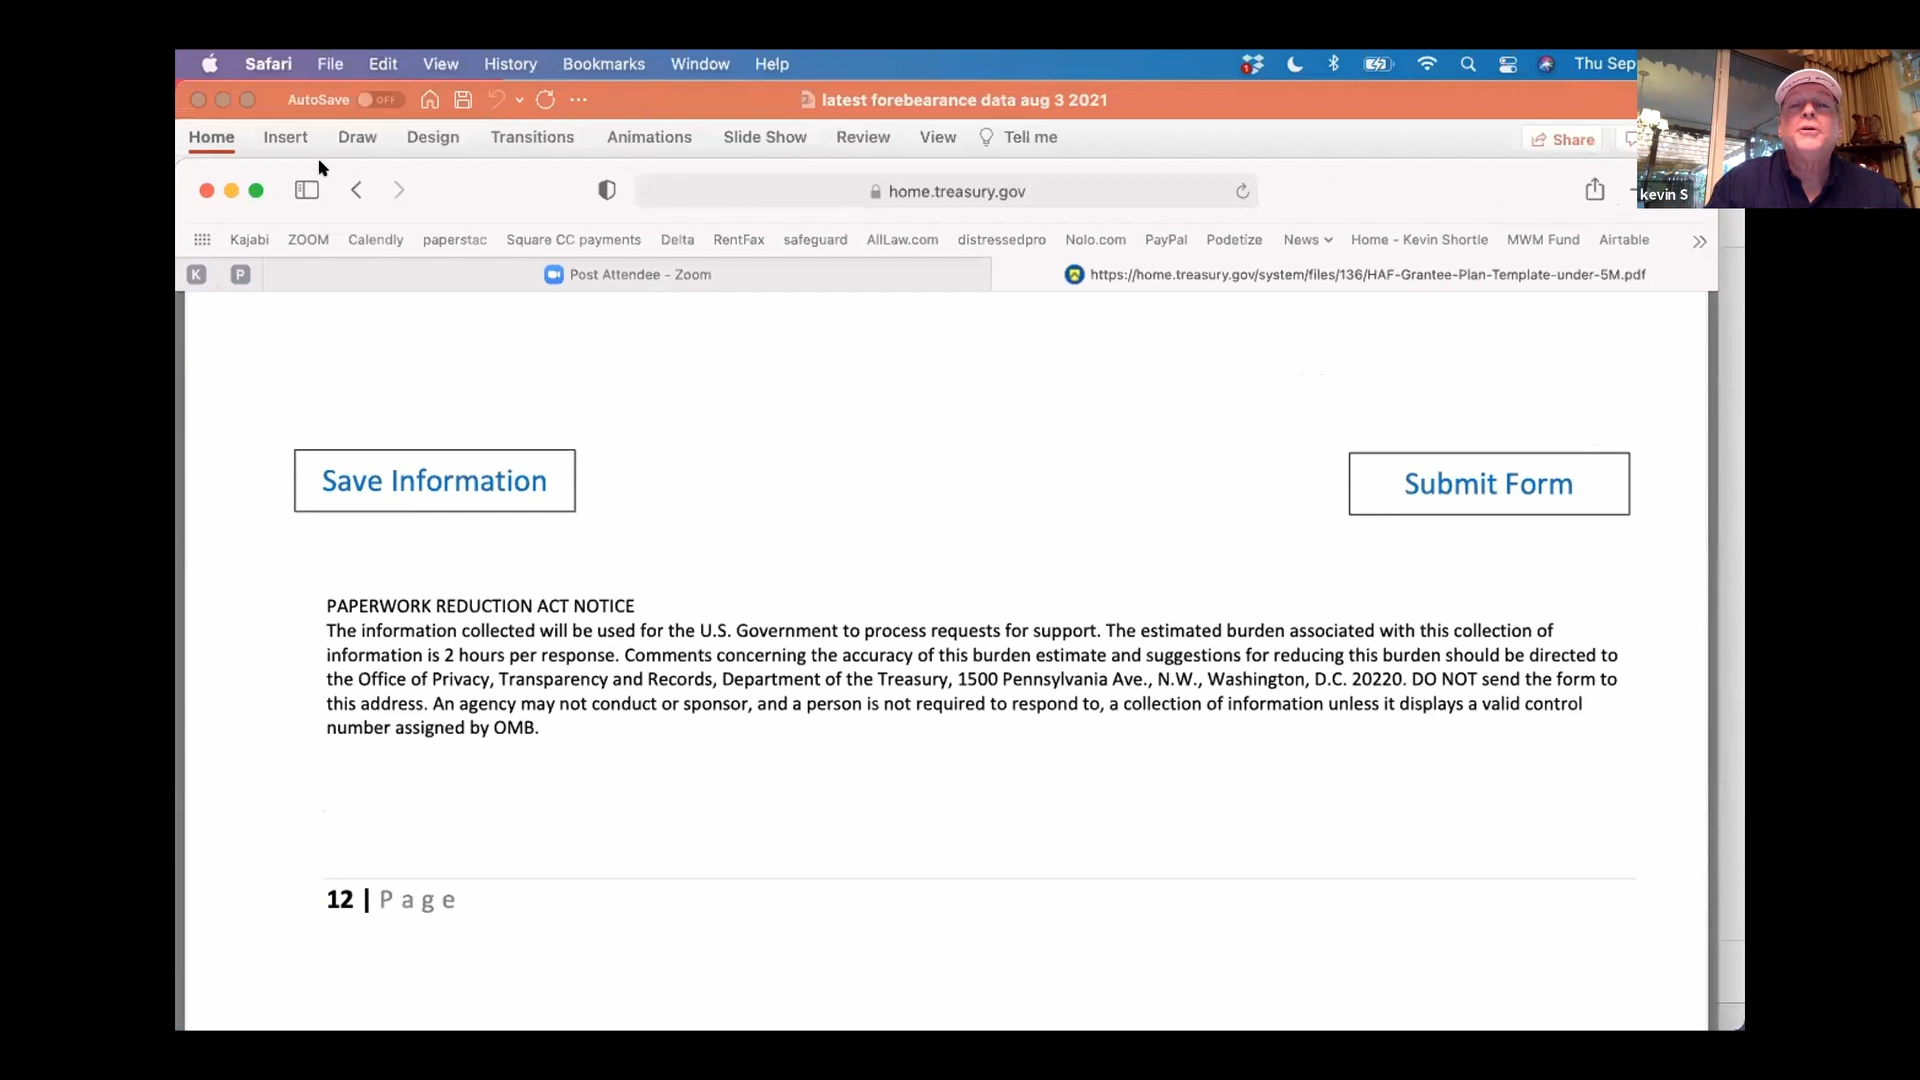 Safari File Edit View History Bookmarks Window Help Thu Sep
AutoSave OFF latest forebearance data aug 3 2021
Home Insert Draw Design Transitions Animations Slide Show Review View Tell me Share
home.treasury.gov
kevin S
Kajabi ZOOM Calendly paperstac Square CC payments Delta RentFax safeguard AllLaw.com distressedpro Nolo.com PayPal Podetize News Home - Kevin Shortle MWM Fund Airtable
K P Post Attendee - Zoom https://home.treasury.gov/system/files/136/HAF-Grantee-Plan-Template-under-5M.pdf
Save Information Submit Form
PAPERWORK REDUCTION ACT NOTICE
The information collected will be used for the U.S. Government to process requests for support. The estimated burden associated with this collection of
information is 2 hours per response. Comments concerning the accuracy of this burden estimate and suggestions for reducing this burden should be directed to
the Office of Privacy, Transparency and Records, Department of the Treasury, 1500 Pennsylvania Ave., N.W., Washington, D.C. 20220. DO NOT send the form to
this address. An agency may not conduct or sponsor, and a person is not required to respond to, a collection of information unless it displays a valid control
number assigned by OMB.
12 | Page